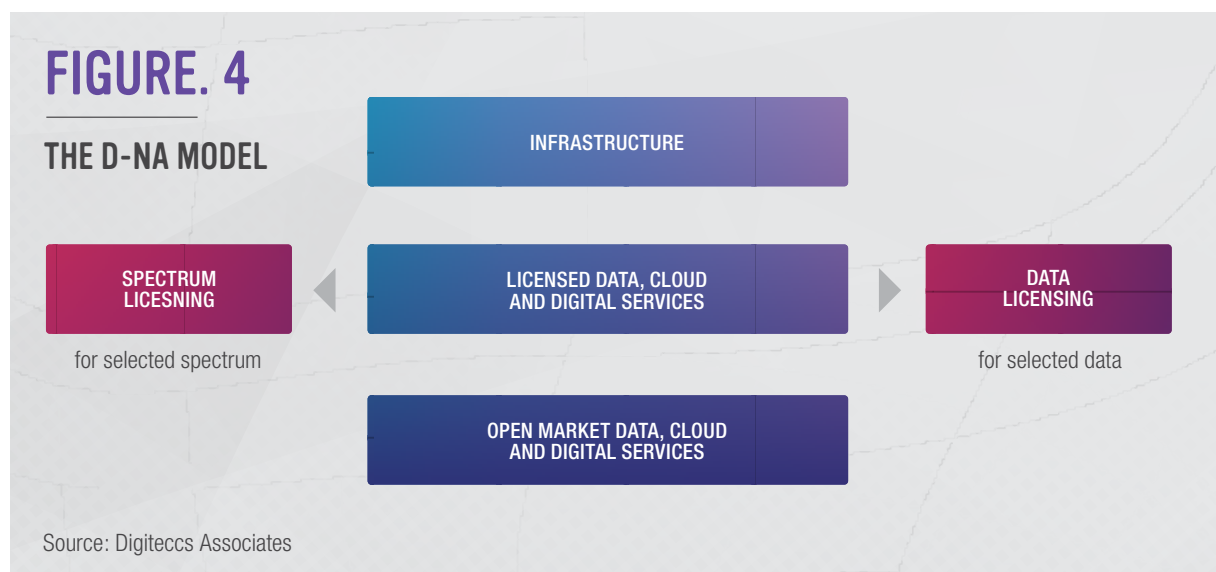 FIGURE. 4
THE D-NA MODEL
INFRASTRUCTURE
SPECTRUM
LICESNING
for selected spectrum
LICENSED DATA, CLOUD
AND DIGITAL SERVICES
DATA
LICENSING
for selected data
OPEN MARKET DATA, CLOUD
AND DIGITAL SERVICES
Source: Digiteccs Associates